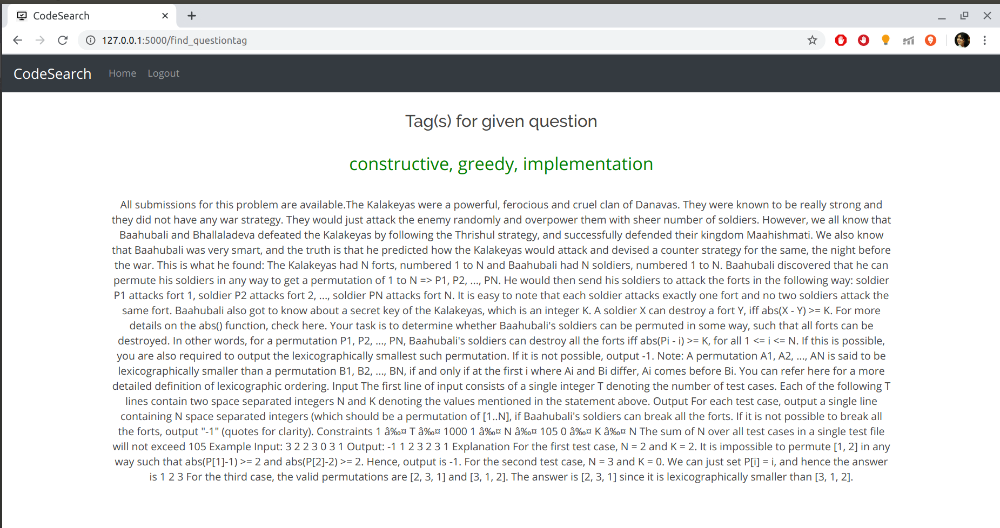 CodeSearch
127.0.0.1:5000/find_questiontag
CodeSearch Home Logout
Tag(s) for given question
constructive, greedy, implementation
All submissions for this problem are available.The Kalakeyas were a powerful, ferocious and cruel clan of Danavas. They were known to be really strong and
they did not have any war strategy. They would just attack the enemy randomly and overpower them with sheer number of soldiers. However, we all know that
Baahubali and Bhallaladeva defeated the Kalakeyas by following the Thrishul strategy, and successfully defended their kingdom Maahishmati. We also know
that Baahubali was very smart, and the truth is that he predicted how the Kalakeyas would attack and devised a counter strategy for the same, the night before
the war. This is what he found: The Kalakeyas had N forts, numbered 1 to N and Baahubali had N soldiers, numbered 1 to N. Baahubali discovered that he can
permute his soldiers in any way to get a permutation of 1 to N => P1, P2, ..., PN. He would then send his soldiers to attack the forts in the following way: soldier
P1 attacks fort 1, soldier P2 attacks fort 2, ..., soldier PN attacks fort N. It is easy to note that each soldier attacks exactly one fort and no two soldiers attack the
same fort. Baahubali also got to know about a secret key of the Kalakeyas, which is an integer K. A soldier X can destroy a fort Y, iff abs(X - Y) >= K. For more
details on the abs() function, check here. Your task is to determine whether Baahubali's soldiers can be permuted in some way, such that all forts can be
destroyed. In other words, for a permutation P1, P2, ..., PN, Baahubali's soldiers can destroy all the forts iff abs(Pi - i) >= K, for all 1 <= i <= N. If this is possible,
you are also required to output the lexicographically smallest such permutation. If it is not possible, output -1. Note: A permutation A1, A2, ..., AN is said to be
lexicographically smaller than a permutation B1, B2, ..., BN, if and only if at the first i where Ai and Bi differ, Ai comes before Bi. You can refer here for a more
detailed definition of lexicographic ordering. Input The first line of input consists of a single integer T denoting the number of test cases. Each of the following T
lines contain two space separated integers N and K denoting the values mentioned in the statement above. Output For each test case, output a single line
containing N space separated integers (which should be a permutation of [1..N], if Baahubali's soldiers can break all the forts. If it is not possible to break all
the forts, output "-1" (quotes for clarity). Constraints 1 â‰¤ T â‰¤ 1000 1 â‰¤ N â‰¤ 105 0 â‰¤ K â‰¤ N The sum of N over all test cases in a single test file
will not exceed 105 Example Input: 3 2 2 3 0 3 1 Output: -1 1 2 3 2 3 1 Explanation For the first test case, N = 2 and K = 2. It is impossible to permute [1, 2] in any
way such that abs(P[1]-1) >= 2 and abs(P[2]-2) >= 2. Hence, output is -1. For the second test case, N = 3 and K = 0. We can just set P[i] = i, and hence the answer
is 1 2 3 For the third case, the valid permutations are [2, 3, 1] and [3, 1, 2]. The answer is [2, 3, 1] since it is lexicographically smaller than [3, 1, 2].